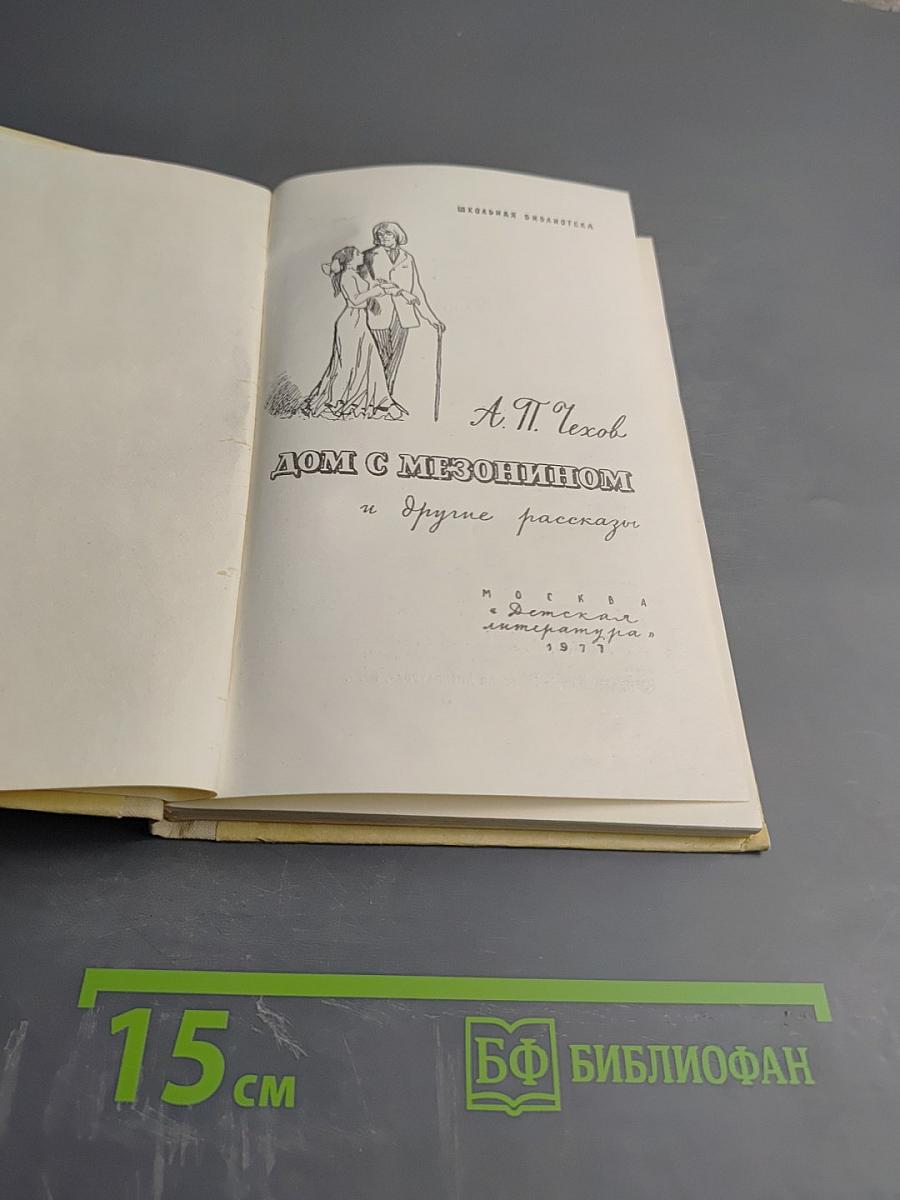 ШКОЛЬНАЯ БИБЛИОТЕКА
А. П. Чехов
ДОМ С МЕЗОНИНОМ
и другие рассказы
МОСКВА
«Детская
литература»
1977
15 см
БФ БИБЛИОФАН